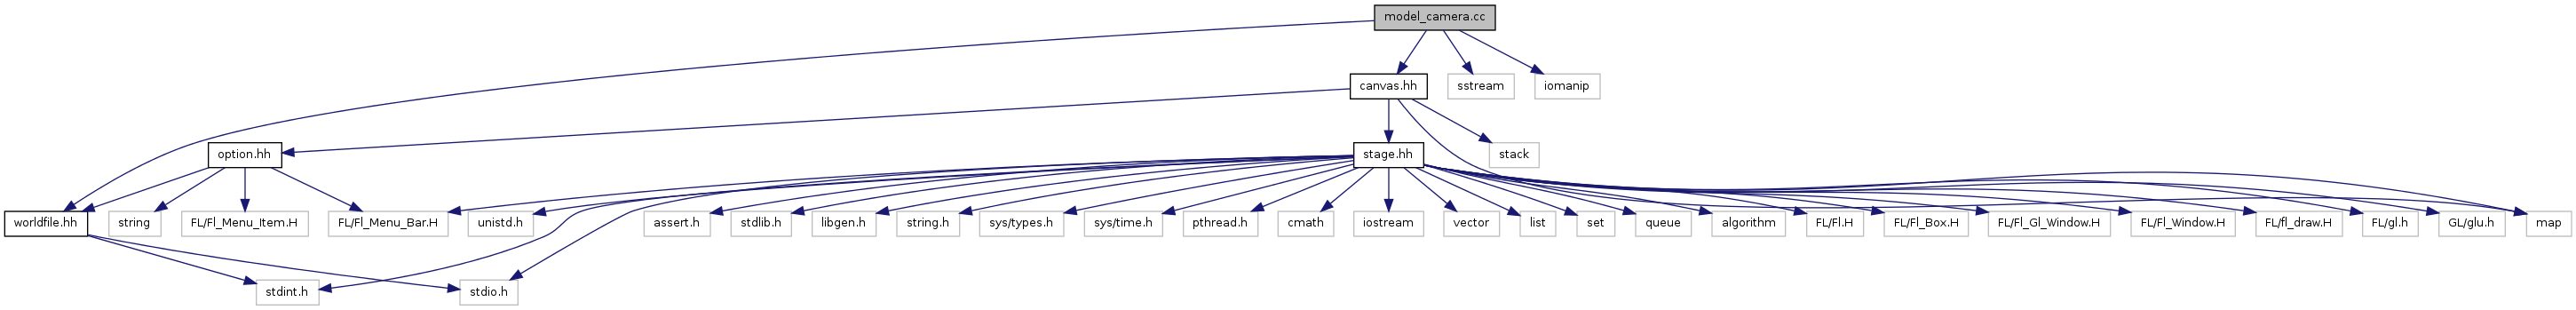 model_camera.cc
canvas.hh
sstream
iomanip
option.hh
stage.hh
stack
worldfile.hh
string
FL/Fl_Menu_Item.H
FL/Fl_Menu_Bar.H
unistd.h
assert.h
stdlib.h
libgen.h
string.h
sys/types.h
sys/time.h
pthread.h
cmath
iostream
vector
list
set
queue
algorithm
FL/Fl.H
FL/Fl_Box.H
FL/Fl_Gl_Window.H
FL/Fl_Window.H
FL/fl_draw.H
FL/gl.h
GL/glu.h
map
stdint.h
stdio.h